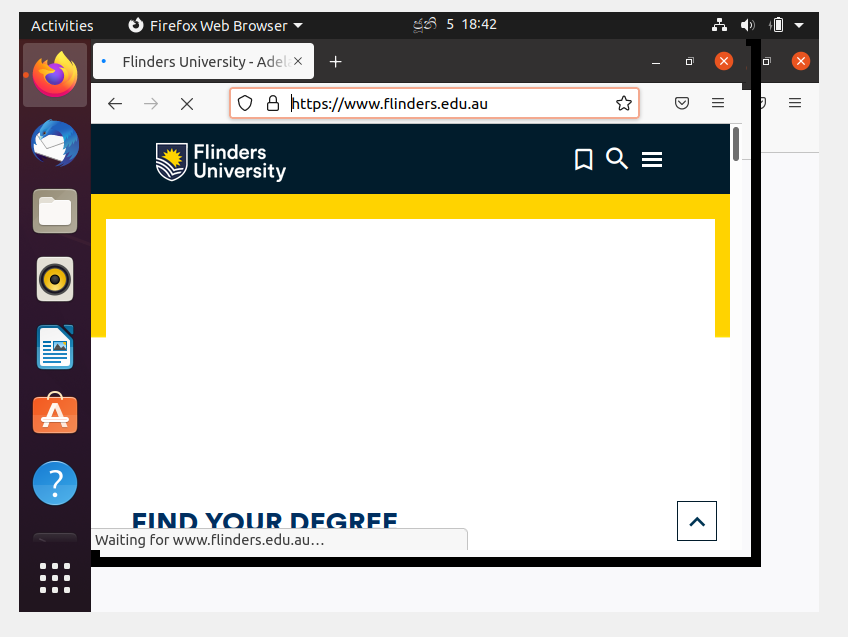 Activities
Firefox Web Browser
ජූනි 5 18:42
Flinders University - Adel
https://www.flinders.edu.au
Flinders
University
FIND YOUR DEGREE
Waiting for www.flinders.edu.au…